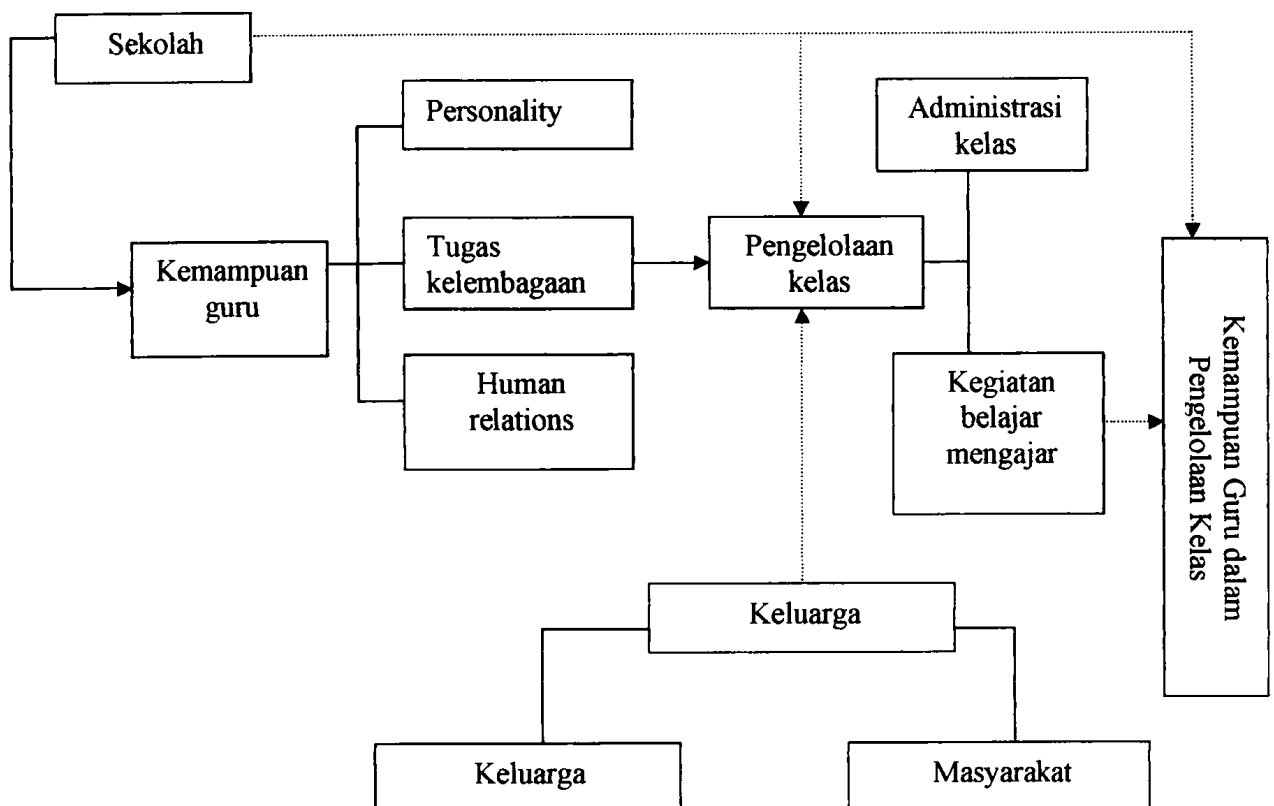 Sekolah
Personality
Administrasi
kelas
Kemampuan
guru
Tugas
kelembagaan
Pengelolaan
kelas
Human
relations
Kegiatan
belajar
mengajar
Kemampuan Guru dalam
Pengelolaan Kelas
Keluarga
Keluarga
Masyarakat